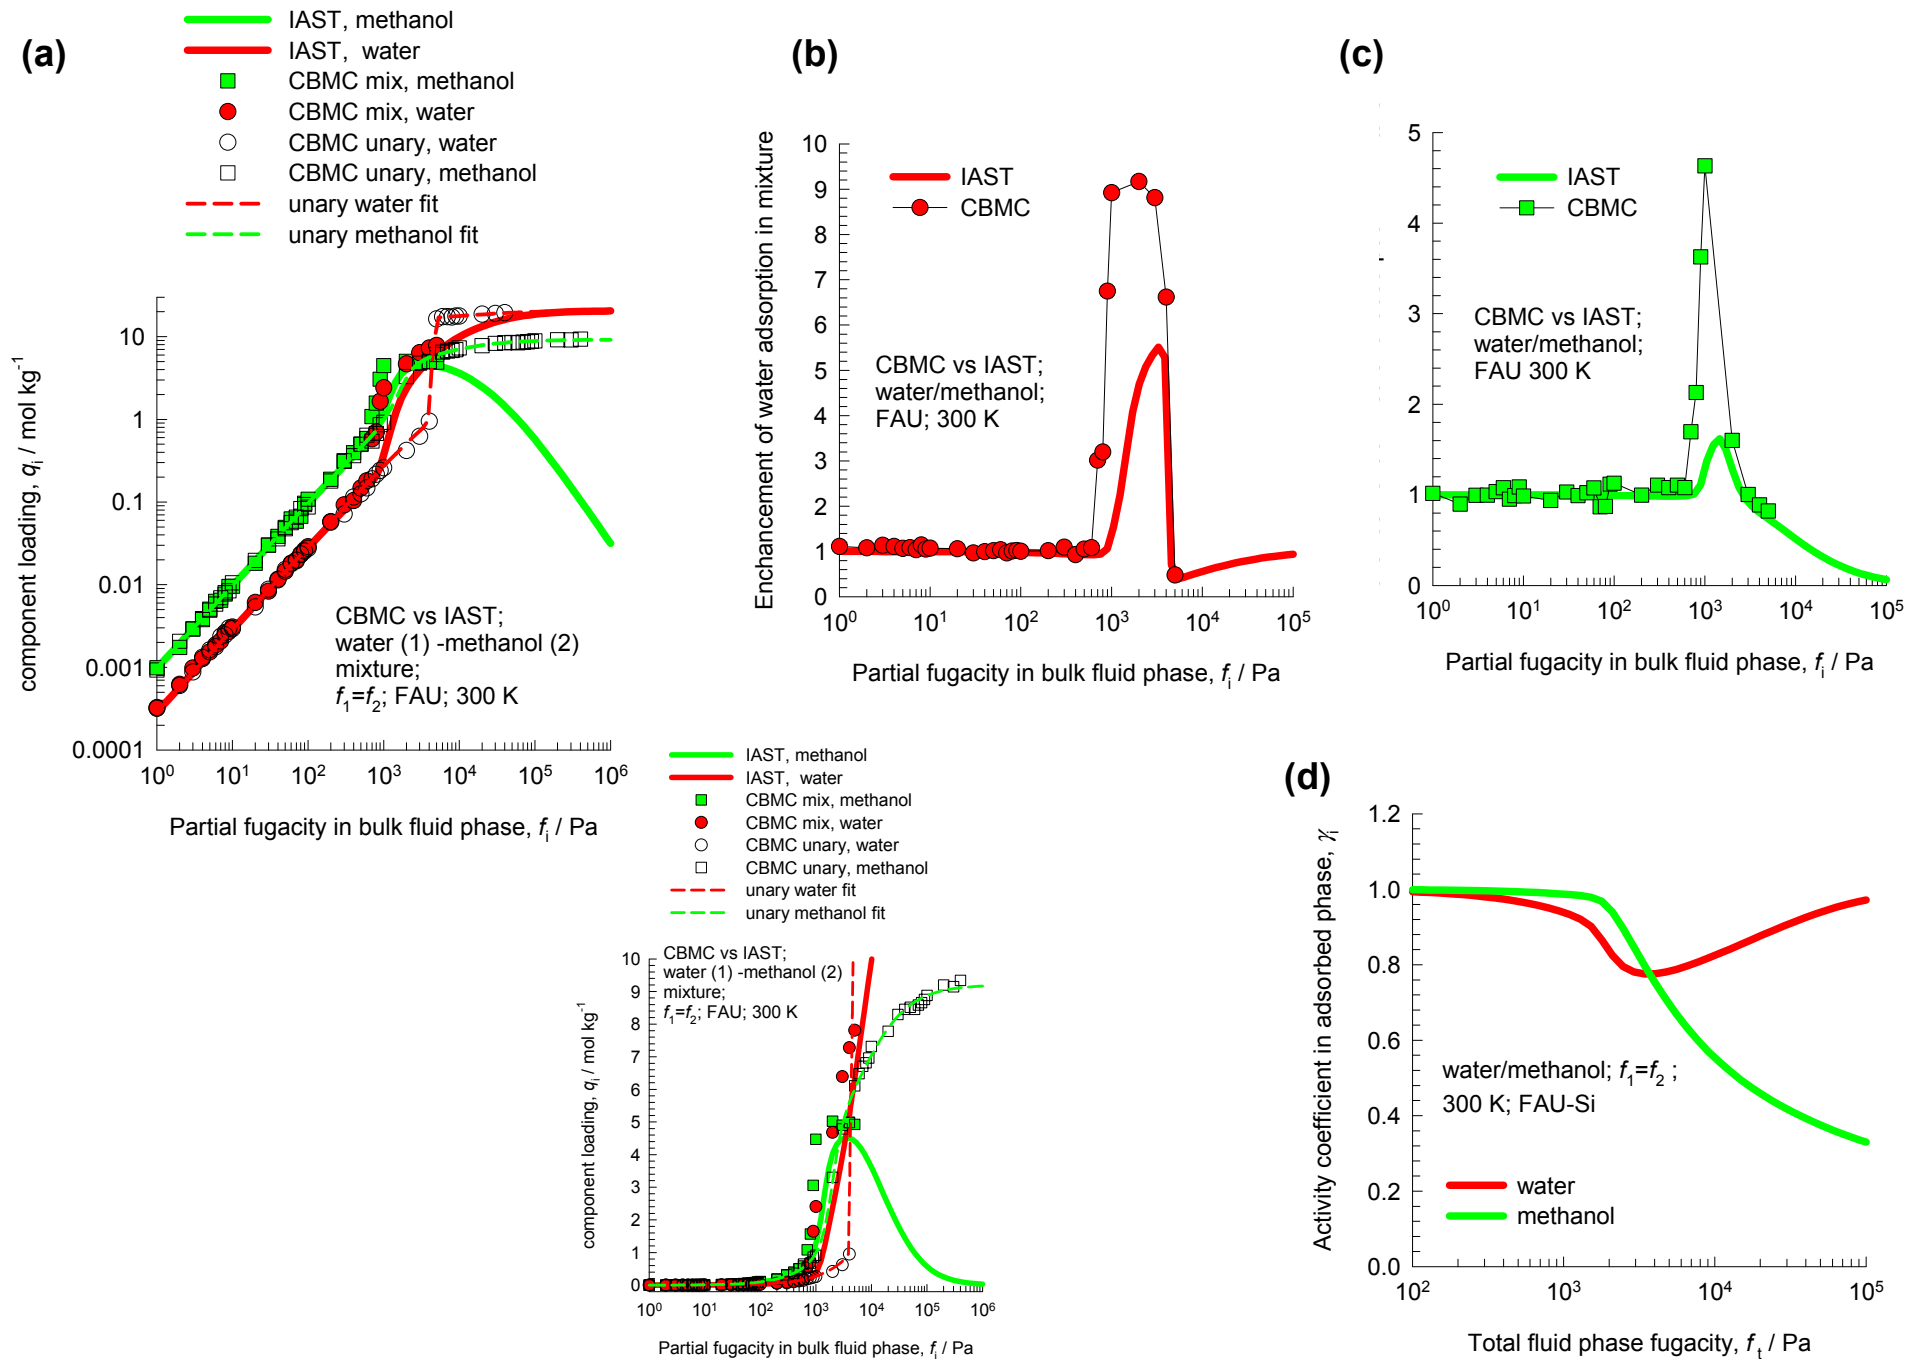 (a)
IAST, methanol
IAST, water
CBMC mix, methanol
CBMC mix, water
CBMC unary, water
CBMC unary, methanol
unary water fit
unary methanol fit
component loading, qi / mol kg-1
10
1
0.1
0.01
0.001
0.0001
CBMC vs IAST;
water (1) -methanol (2)
mixture;
f1=f2; FAU; 300 K
10^0 10^1 10^2 10^3 10^4 10^5 10^6
Partial fugacity in bulk fluid phase, fi / Pa
(b)
Enchancement of water adsorption in mixture
10
9
8
7
6
5
4
3
2
1
0
IAST
CBMC
CBMC vs IAST;
water/methanol;
FAU; 300 K
10^0 10^1 10^2 10^3 10^4 10^5
Partial fugacity in bulk fluid phase, fi / Pa
(c)
5
4
3
2
1
0
IAST
CBMC
CBMC vs IAST;
water/methanol;
FAU 300 K
10^0 10^1 10^2 10^3 10^4 10^5
Partial fugacity in bulk fluid phase, fi / Pa
IAST, methanol
IAST, water
CBMC mix, methanol
CBMC mix, water
CBMC unary, water
CBMC unary, methanol
unary water fit
unary methanol fit
component loading, qi / mol kg-1
10
9
8
7
6
5
4
3
2
1
0
CBMC vs IAST;
water (1) -methanol (2)
mixture;
f1=f2; FAU; 300 K
10^0 10^1 10^2 10^3 10^4 10^5 10^6
Partial fugacity in bulk fluid phase, fi / Pa
(d)
Activity coefficient in adsorbed phase, γi
1.2
1.0
0.8
0.6
0.4
0.2
0.0
water/methanol; f1=f2 ;
300 K; FAU-Si
water
methanol
10^2 10^3 10^4 10^5
Total fluid phase fugacity, ft / Pa